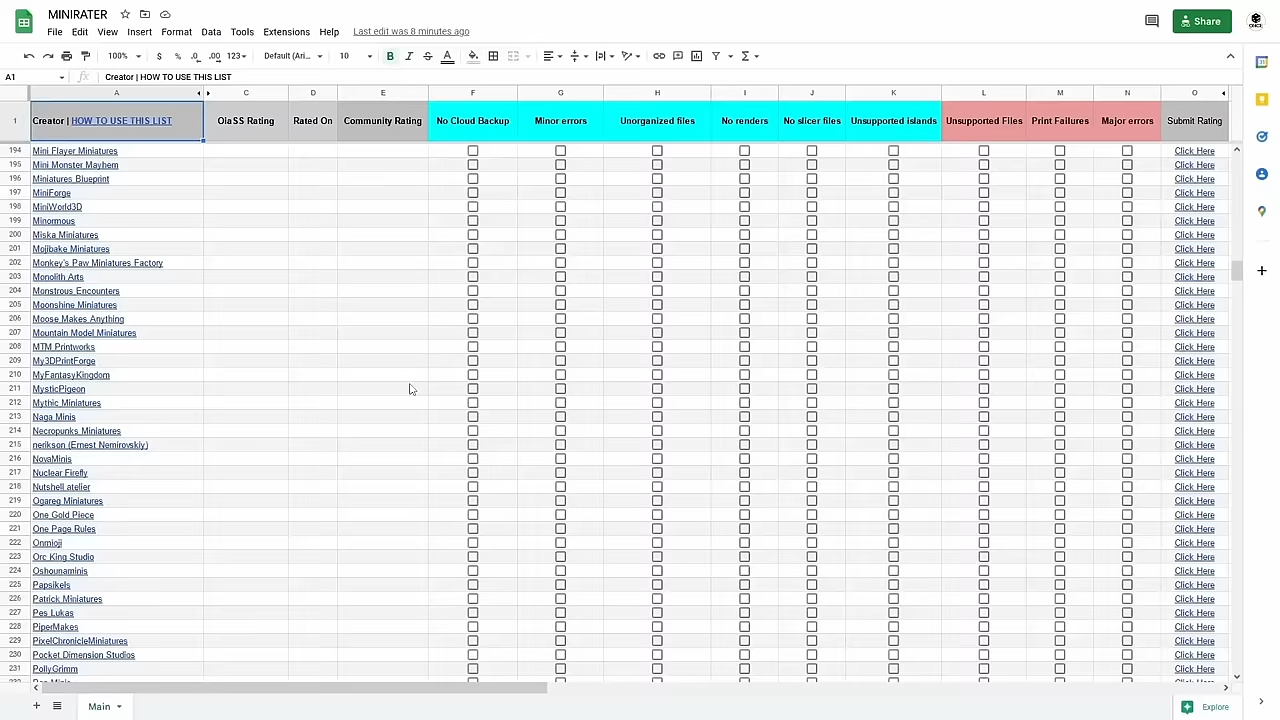 MINIRATER
File Edit View Insert Format Data Tools Extensions Help Last edit was 8 minutes ago
Share
100% $ % .0 .00 123 Default (Ari... 10 B I S A
A1 fx Creator | HOW TO USE THIS LIST
A C D E F G H I J K L M N O
1 Creator | HOW TO USE THIS LIST OiaSS Rating Rated On Community Rating No Cloud Backup Minor errors Unorganized files No renders No slicer files Unsupported islands Unsupported FIles Print Failures Major errors Submit Rating
194 Mini Flayer Miniatures Click Here
195 Mini Monster Mayhem Click Here
196 Miniatures Blueprint Click Here
197 MiniForge Click Here
198 MiniWorld3D Click Here
199 Minormous Click Here
200 Miska Miniatures Click Here
201 Mojibake Miniatures Click Here
202 Monkey's Paw Miniatures Factory Click Here
203 Monolith Arts Click Here
204 Monstrous Encounters Click Here
205 Moonshine Miniatures Click Here
206 Moose Makes Anything Click Here
207 Mountain Model Miniatures Click Here
208 MTM Printworks Click Here
209 My3DPrintForge Click Here
210 MyFantasyKingdom Click Here
211 MysticPigeon Click Here
212 Mythic Miniatures Click Here
213 Naga Minis Click Here
214 Necropunks Miniatures Click Here
215 nerikson (Ernest Nemirovskiy) Click Here
216 NovaMinis Click Here
217 Nuclear Firefly Click Here
218 Nutshell atelier Click Here
219 Ogareg Miniatures Click Here
220 One Gold Piece Click Here
221 One Page Rules Click Here
222 Onmioji Click Here
223 Orc King Studio Click Here
224 Oshounaminis Click Here
225 Papsikels Click Here
226 Patrick Miniatures Click Here
227 Pes Lukas Click Here
228 PiperMakes Click Here
229 PixelChronicleMiniatures Click Here
230 Pocket Dimension Studios Click Here
231 PollyGrimm Click Here
Main Explore